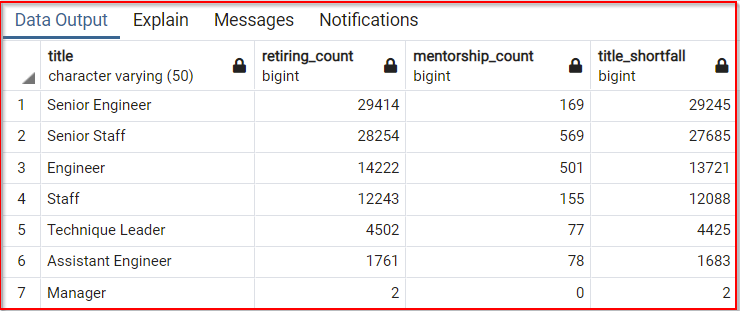 Data Output Explain Messages Notifications
title retiring_count mentorship_count title_shortfall
character varying (50) bigint bigint bigint
1 Senior Engineer 29414 169 29245
2 Senior Staff 28254 569 27685
3 Engineer 14222 501 13721
4 Staff 12243 155 12088
5 Technique Leader 4502 77 4425
6 Assistant Engineer 1761 78 1683
7 Manager 2 0 2